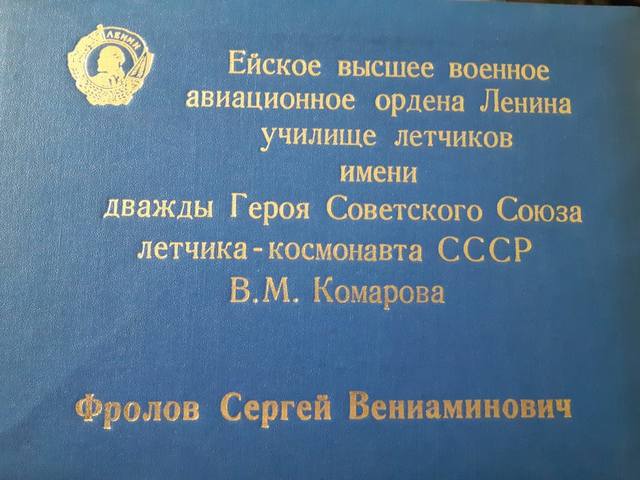 ЛЕНИН
Ейское высшее военное
авиационное ордена Ленина
училище летчиков
имени
дважды Героя Советского Союза
летчика-космонавта СССР
В.М. Комарова
Фролов Сергей Вениаминович